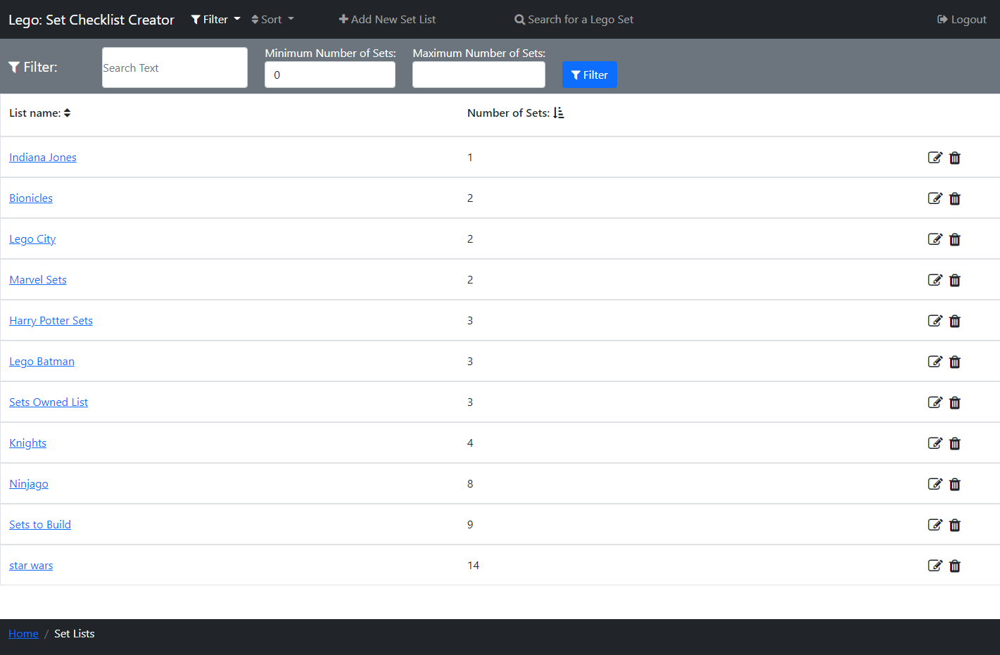 Lego: Set Checklist Creator Filter Sort Add New Set List Search for a Lego Set Logout
Filter: Search Text Minimum Number of Sets: 0 Maximum Number of Sets: Filter
List name: Number of Sets:
Indiana Jones 1
Bionicles 2
Lego City 2
Marvel Sets 2
Harry Potter Sets 3
Lego Batman 3
Sets Owned List 3
Knights 4
Ninjago 8
Sets to Build 9
star wars 14
Home / Set Lists